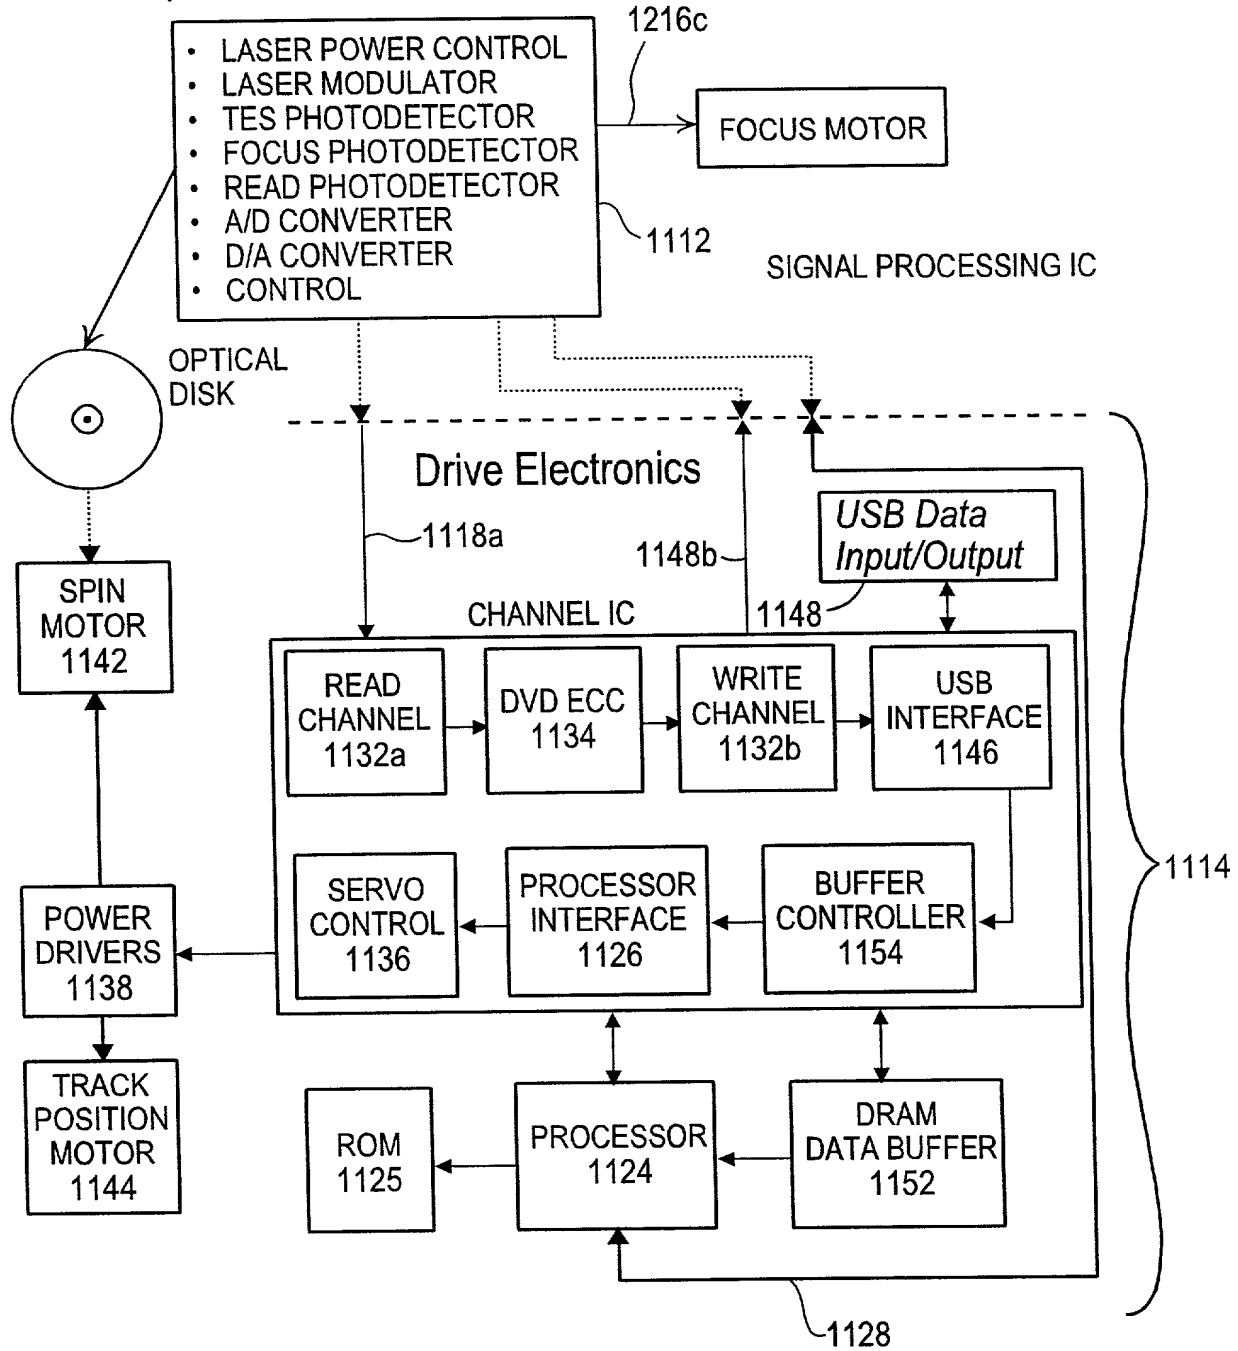 1216c
• LASER POWER CONTROL
• LASER MODULATOR
• TES PHOTODETECTOR
• FOCUS PHOTODETECTOR
• READ PHOTODETECTOR
• A/D CONVERTER
• D/A CONVERTER
• CONTROL
FOCUS MOTOR
1112
SIGNAL PROCESSING IC
OPTICAL
DISK
Drive Electronics
1118a
1148b
USB Data
Input/Output
1148
CHANNEL IC
SPIN
MOTOR
1142
READ
CHANNEL
1132a
DVD ECC
1134
WRITE
CHANNEL
1132b
USB
INTERFACE
1146
1114
SERVO
CONTROL
1136
PROCESSOR
INTERFACE
1126
BUFFER
CONTROLLER
1154
POWER
DRIVERS
1138
TRACK
POSITION
MOTOR
1144
ROM
1125
PROCESSOR
1124
DRAM
DATA BUFFER
1152
1128